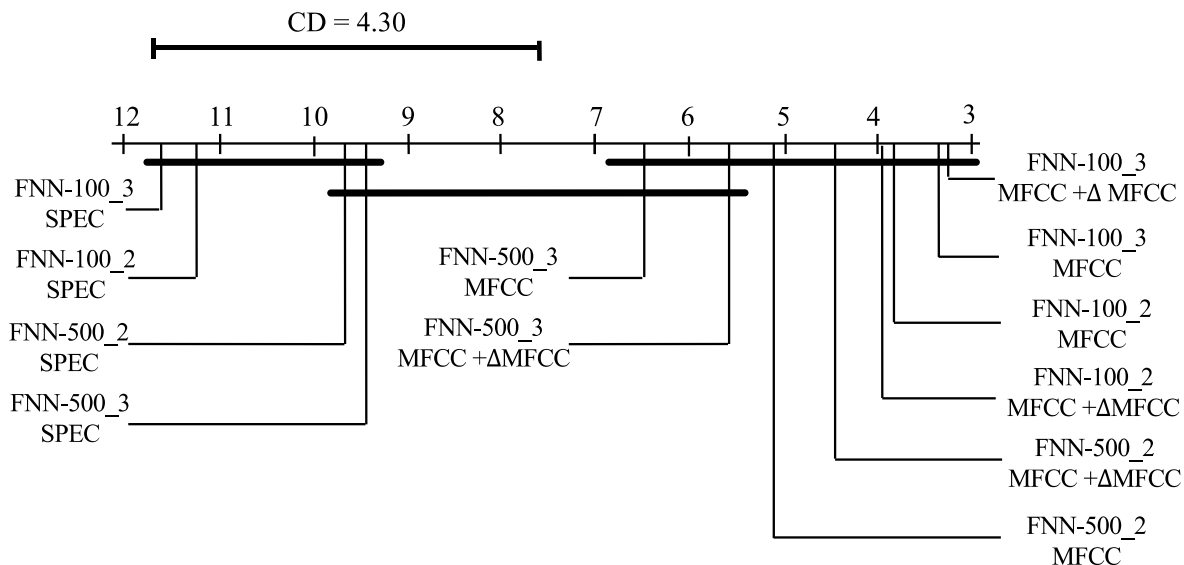 CD = 4.30
12 11 10 9 8 7 6 5 4 3
FNN-100_3
SPEC
FNN-100_2
SPEC
FNN-500_2
SPEC
FNN-500_3
SPEC
FNN-500_3
MFCC
FNN-500_3
MFCC +ΔMFCC
FNN-100_3
MFCC +Δ MFCC
FNN-100_3
MFCC
FNN-100_2
MFCC
FNN-100_2
MFCC +ΔMFCC
FNN-500_2
MFCC +ΔMFCC
FNN-500_2
MFCC